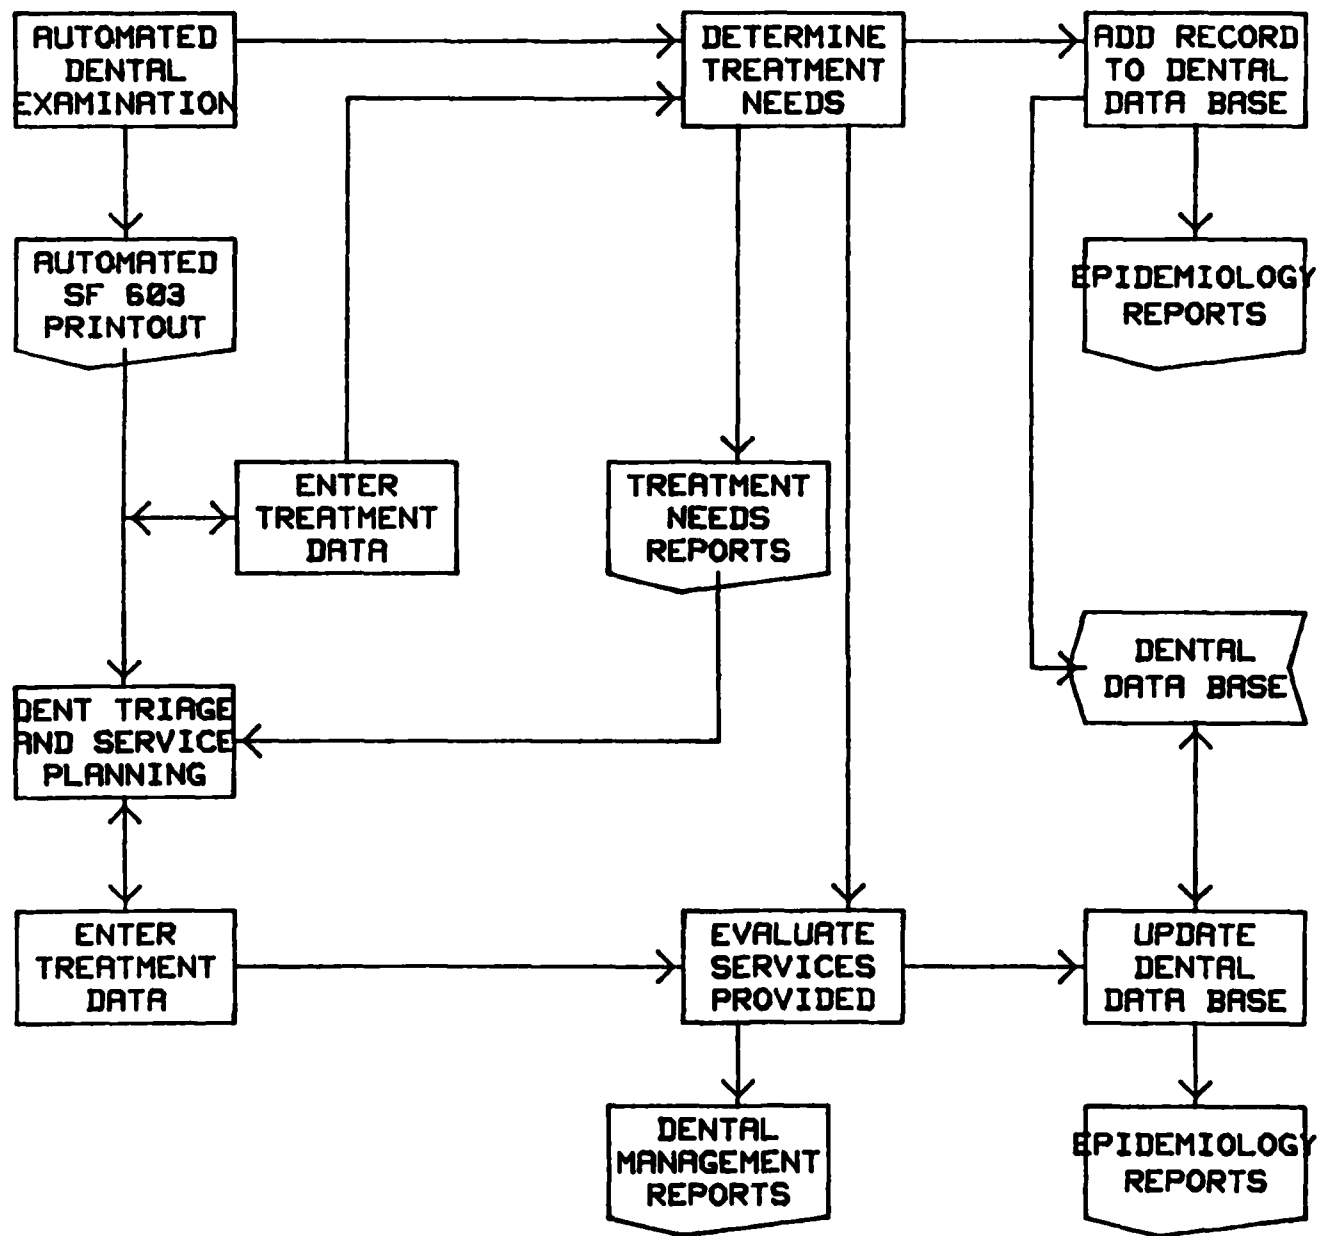 AUTOMATED
DENTAL
EXAMINATION
DETERMINE
TREATMENT
NEEDS
ADD RECORD
TO DENTAL
DATA BASE
AUTOMATED
SF 603
PRINTOUT
EPIDEMIOLOGY
REPORTS
ENTER
TREATMENT
DATA
TREATMENT
NEEDS
REPORTS
DENTAL
DATA BASE
DENT TRIAGE
AND SERVICE
PLANNING
ENTER
TREATMENT
DATA
EVALUATE
SERVICES
PROVIDED
UPDATE
DENTAL
DATA BASE
DENTAL
MANAGEMENT
REPORTS
EPIDEMIOLOGY
REPORTS